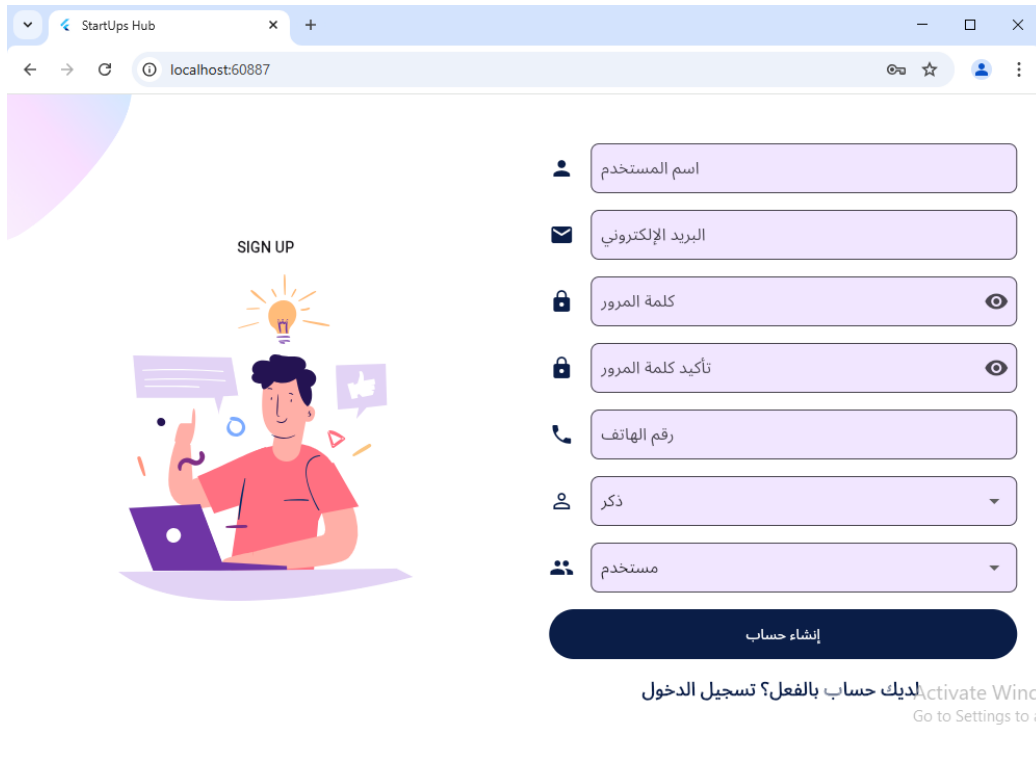 StartUps Hub
localhost:60887
SIGN UP
اسم المستخدم
البريد الإلكتروني
كلمة المرور
تأكيد كلمة المرور
رقم الهاتف
ذكر
مستخدم
إنشاء حساب
لديك حساب بالفعل؟ تسجيل الدخول
Activate Wind
Go to Settings to a